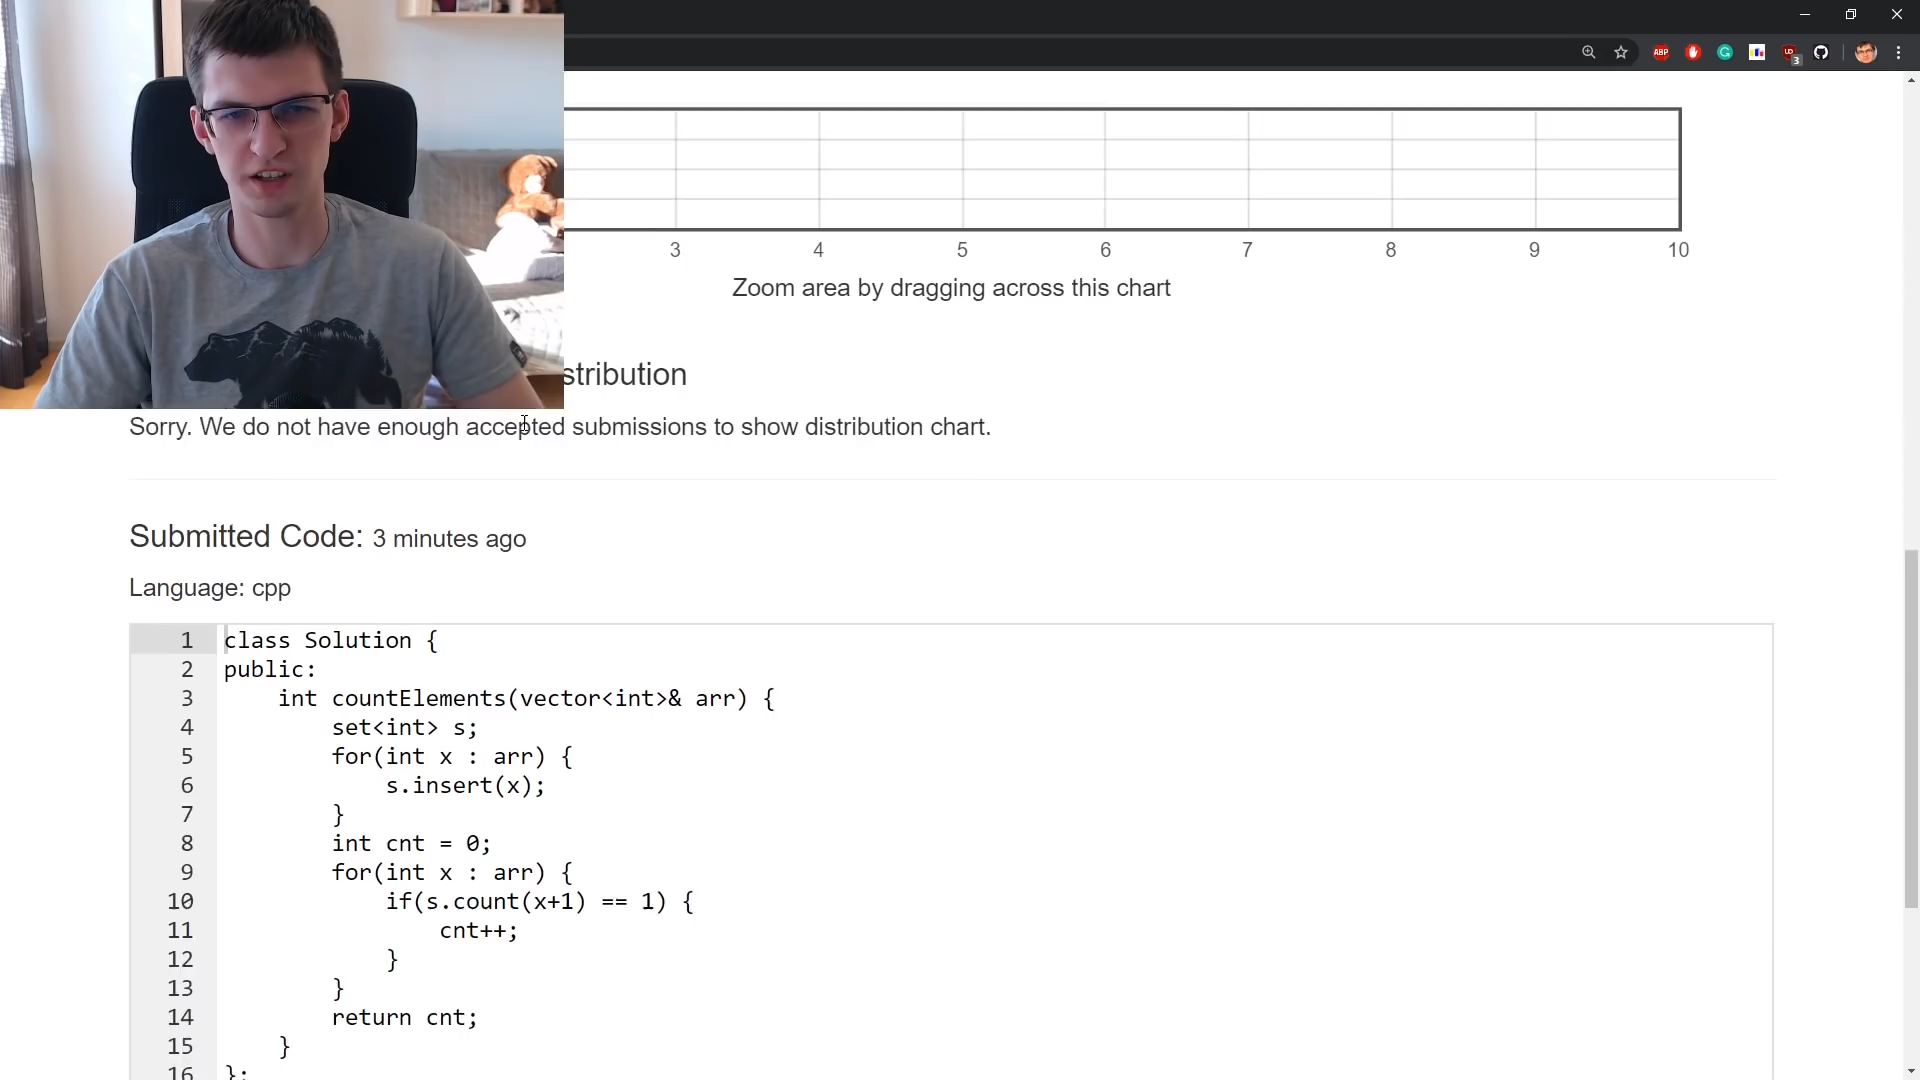 ABP
UD
3
3 4 5 6 7 8 9 10
Zoom area by dragging across this chart
stribution
Sorry. We do not have enough accepted submissions to show distribution chart.
Submitted Code: 3 minutes ago
Language: cpp
1 class Solution {
2 public:
3 int countElements(vector<int>& arr) {
4 set<int> s;
5 for(int x : arr) {
6 s.insert(x);
7 }
8 int cnt = 0;
9 for(int x : arr) {
10 if(s.count(x+1) == 1) {
11 cnt++;
12 }
13 }
14 return cnt;
15 }
16 };